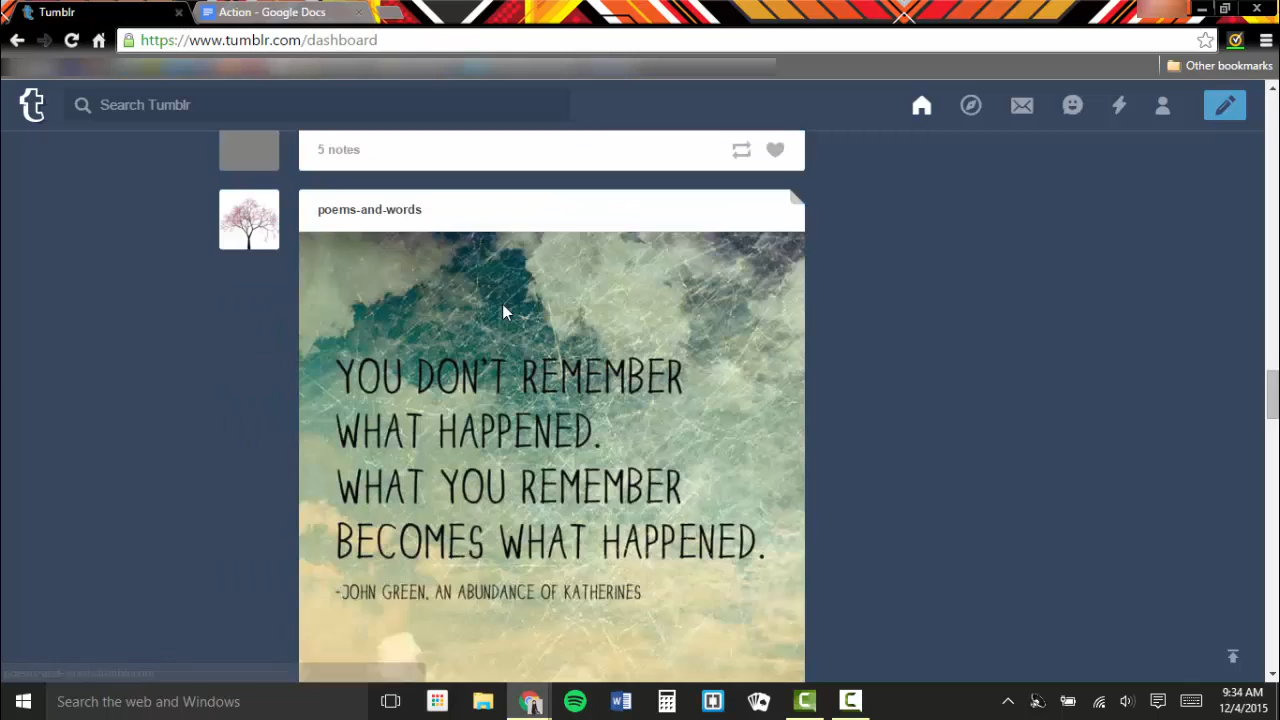 Tumblr
Action - Google Docs
https://www.tumblr.com/dashboard
Other bookmarks
Search Tumblr
5 notes
poems-and-words
YOU DON'T REMEMBER
WHAT HAPPENED.
WHAT YOU REMEMBER
BECOMES WHAT HAPPENED.
-JOHN GREEN, AN ABUNDANCE OF KATHERINES
Search the web and Windows
9:34 AM
12/4/2015